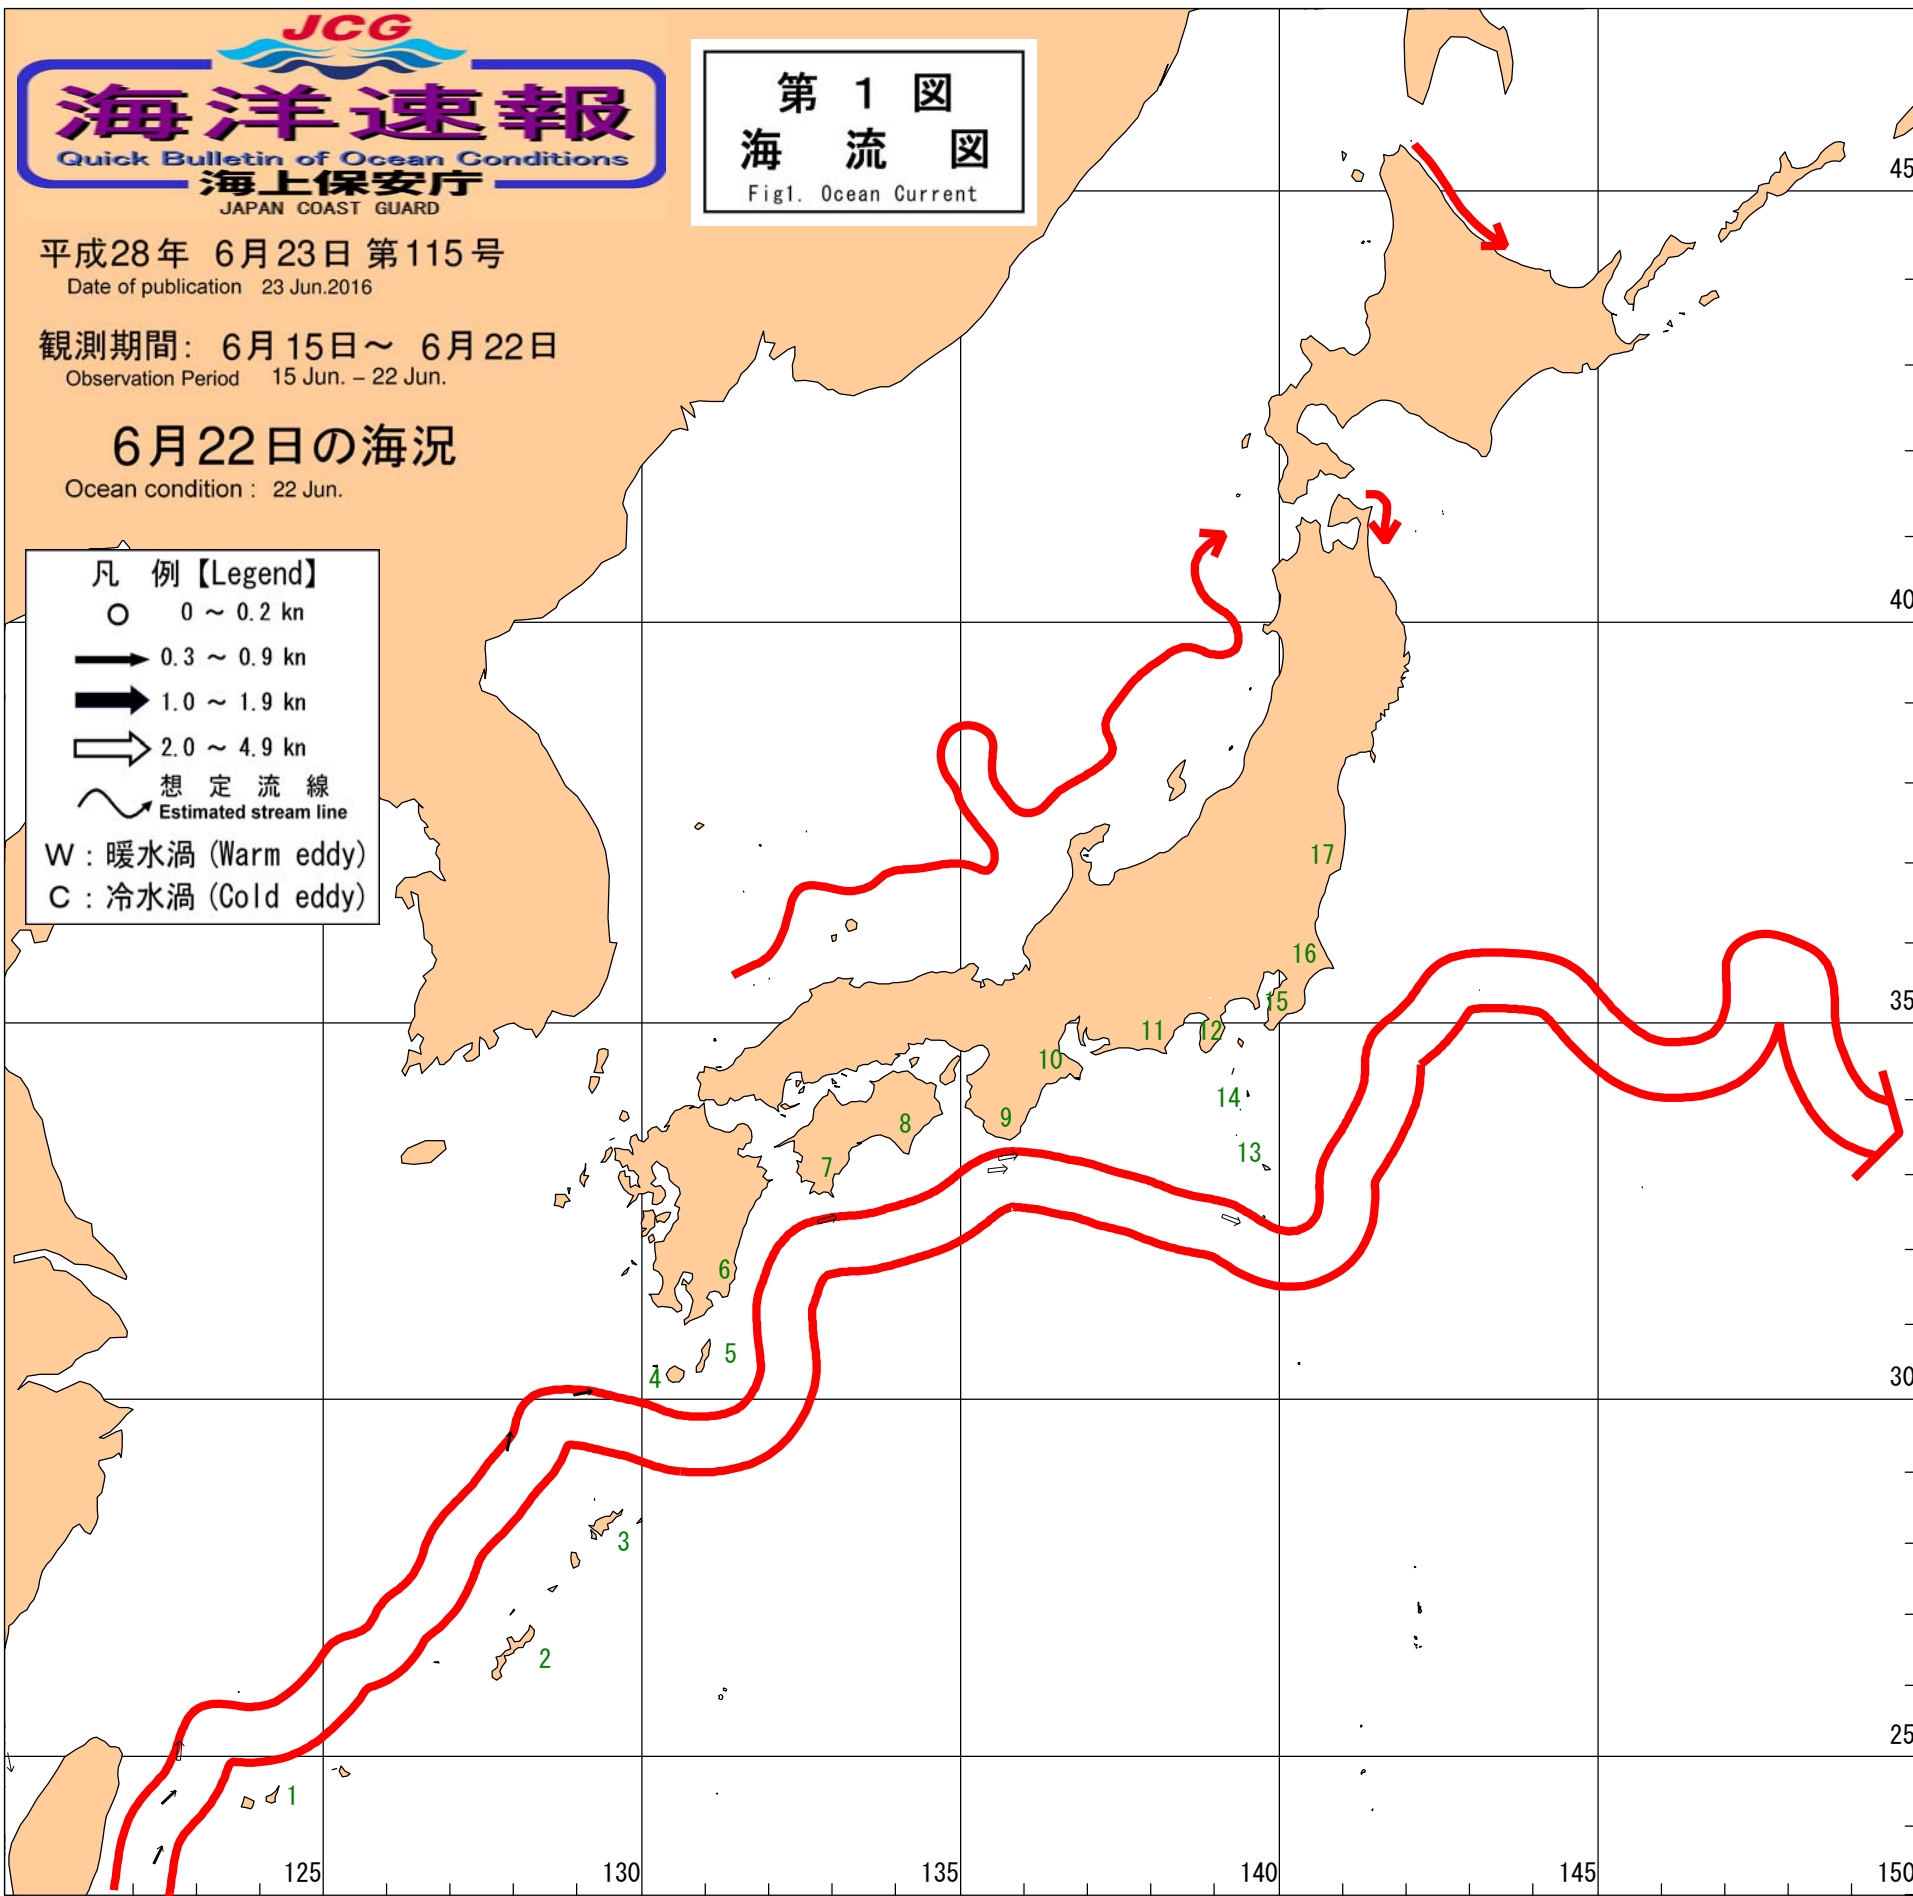 JCG
海洋速報
Quick Bulletin of Ocean Conditions
海上保安庁
JAPAN COAST GUARD
第 1 図
海 流 図
Fig1. Ocean Current
平成28年 6月23日 第115号
Date of publication 23 Jun.2016
観測期間: 6月15日～ 6月22日
Observation Period 15 Jun. – 22 Jun.
6月22日の海況
Ocean condition : 22 Jun.
凡 例【Legend】
0 ～ 0.2 kn
0.3 ～ 0.9 kn
1.0 ～ 1.9 kn
2.0 ～ 4.9 kn
想 定 流 線
Estimated stream line
W : 暖水渦 (Warm eddy)
C : 冷水渦 (Cold eddy)
45
40
17
16
35
15
12
11
10
14
9
8
13
7
6
5
4
30
3
2
25
1
125
130
135
140
145
150